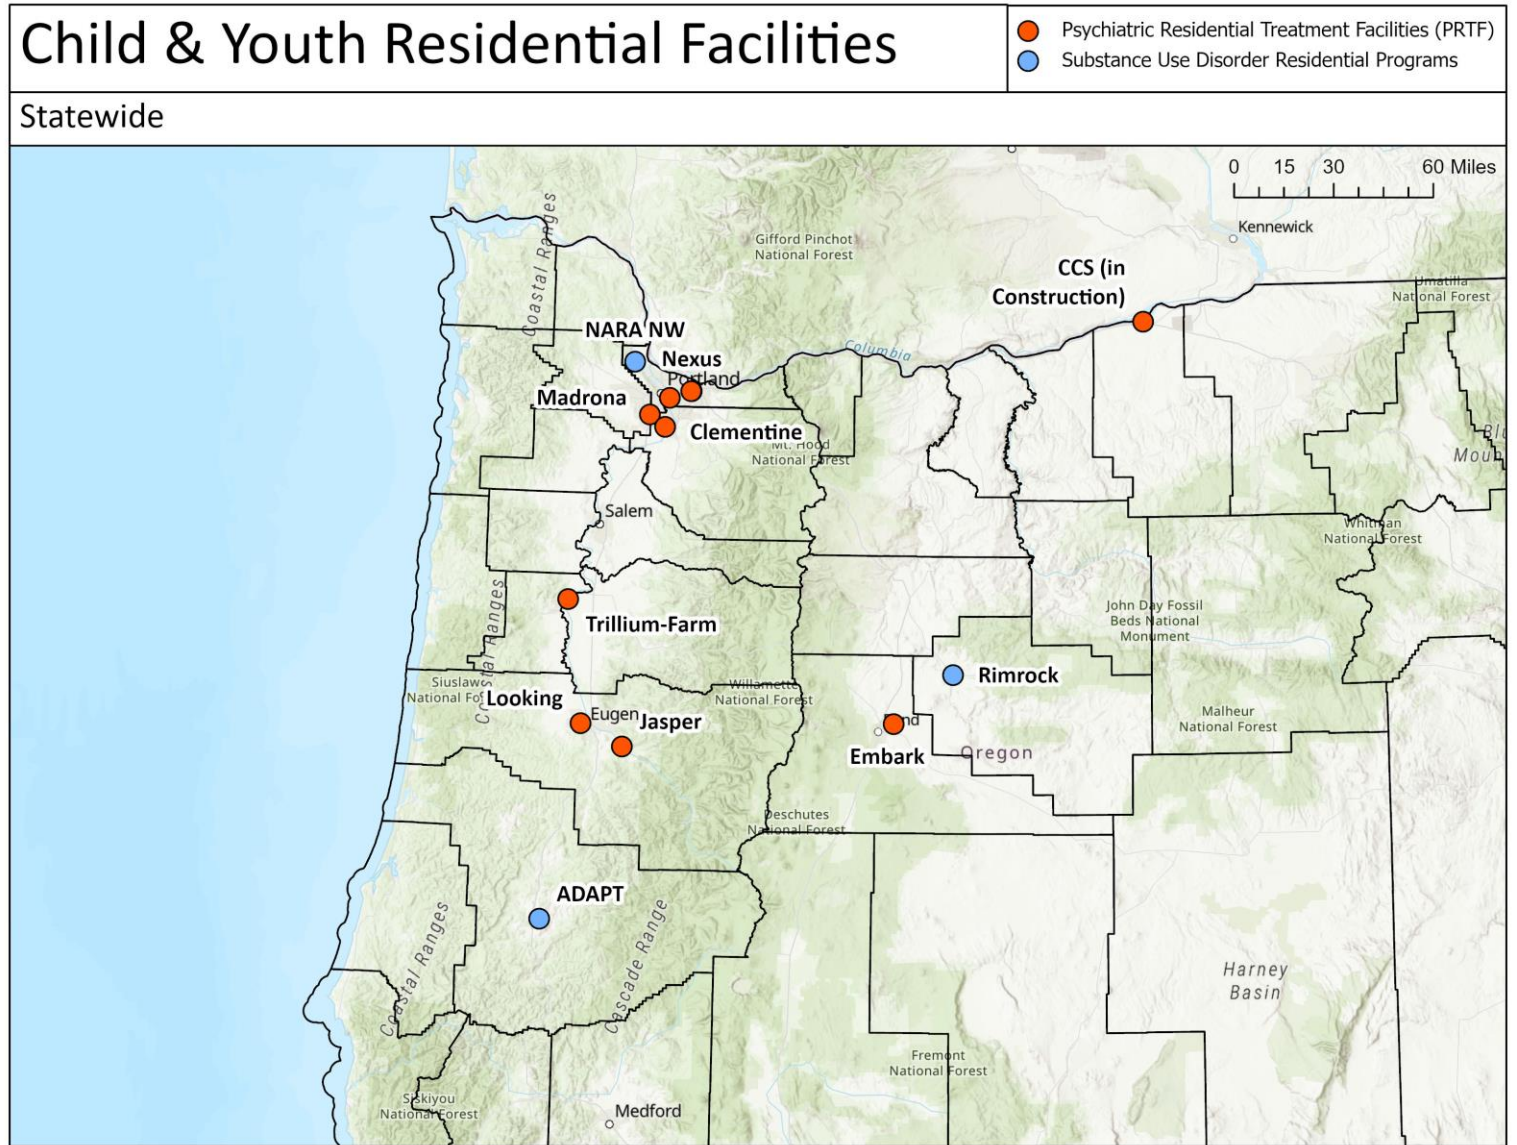 Child & Youth Residential Facilities
Psychiatric Residential Treatment Facilities (PRTF)
Substance Use Disorder Residential Programs
Statewide
0 15 30 60 Miles
Kennewick
Coastal Ranges
Gifford Pinchot
National Forest
CCS (in
Construction)
Umatilla
National Forest
NARA NW
Nexus
Columbia
Portland
Madrona
Clementine
Mt. Hood
National Forest
Salem
Whitman
National Forest
Coastal Ranges
Trillium-Farm
John Day Fossil
Beds National
Monument
Siuslaw
Looking
Willamette
National Forest
Rimrock
Eugen
Jasper
Malheur
National Forest
Embark
Oregon
Deschutes
National Forest
ADAPT
Coastal Ranges
Cascade Range
Harney
Basin
Fremont
National Forest
Siskiyou
National Forest
Medford